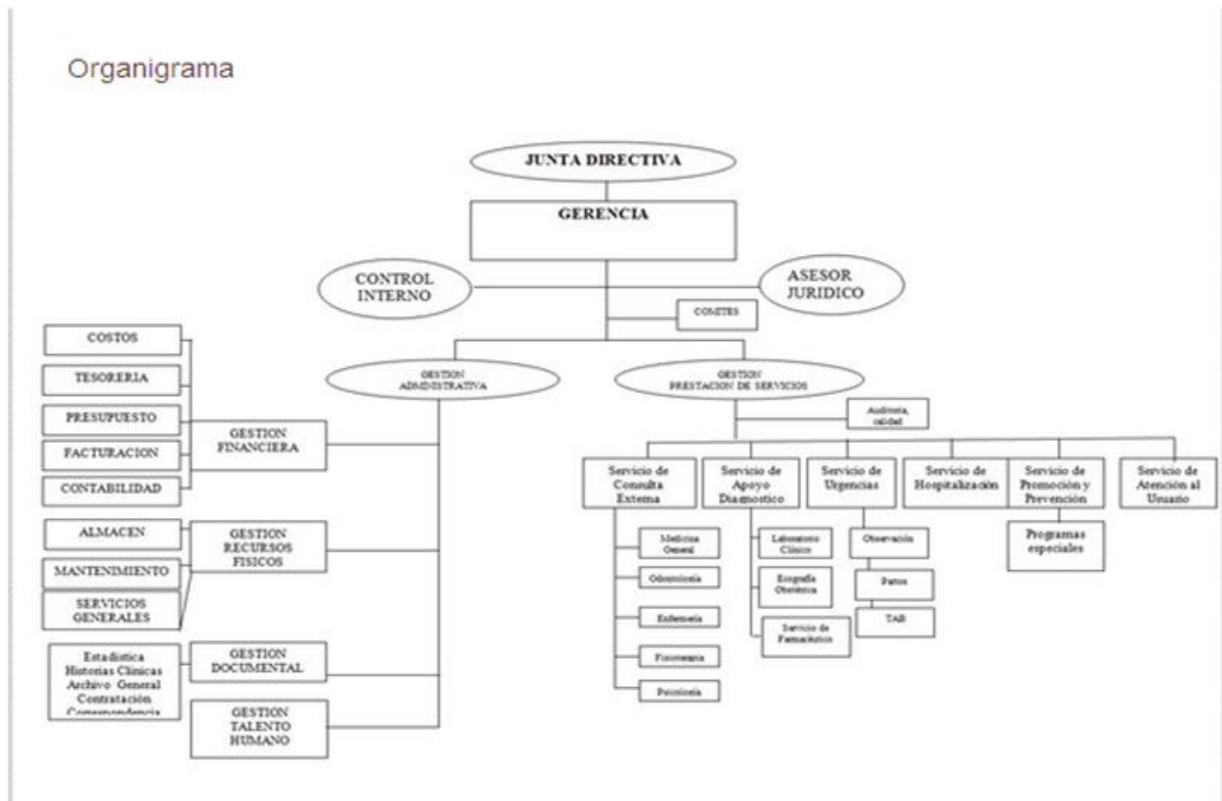 Organigrama
JUNTA DIRECTIVA
GERENCIA
CONTROL
INTERNO
ASESOR
JURIDICO
COMITES
GESTION
ADMINISTRATIVA
GESTION
PRESTACION DE SERVICIOS
Auditoria,
calidad
COSTOS
TESORERIA
PRESUPUESTO
FACTURACION
CONTABILIDAD
GESTION
FINANCIERA
ALMACEN
MANTENIMIENTO
SERVICIOS
GENERALES
GESTION
RECURSOS
FISICOS
Estadística
Historias Clínicas
Archivo General
Contratación
Correspondencia
GESTION
DOCUMENTAL
GESTION
TALENTO
HUMANO
Servicio de
Consulta
Externa
Medicina
General
Odontología
Enfermería
Fisioterapia
Psicología
Servicio de
Apoyo
Diagnostico
Laboratorio
Clínico
Ecografía
Obstétrica
Servicio de
Farmacéutico
Servicio de
Urgencias
Observación
Partos
TAB
Servicio de
Hospitalización
Servicio de
Promoción y
Prevención
Programas
especiales
Servicio de
Atención al
Usuario